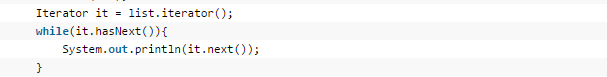 Iterator it = list.iterator();
while(it.hasNext()){
    System.out.println(it.next());
}